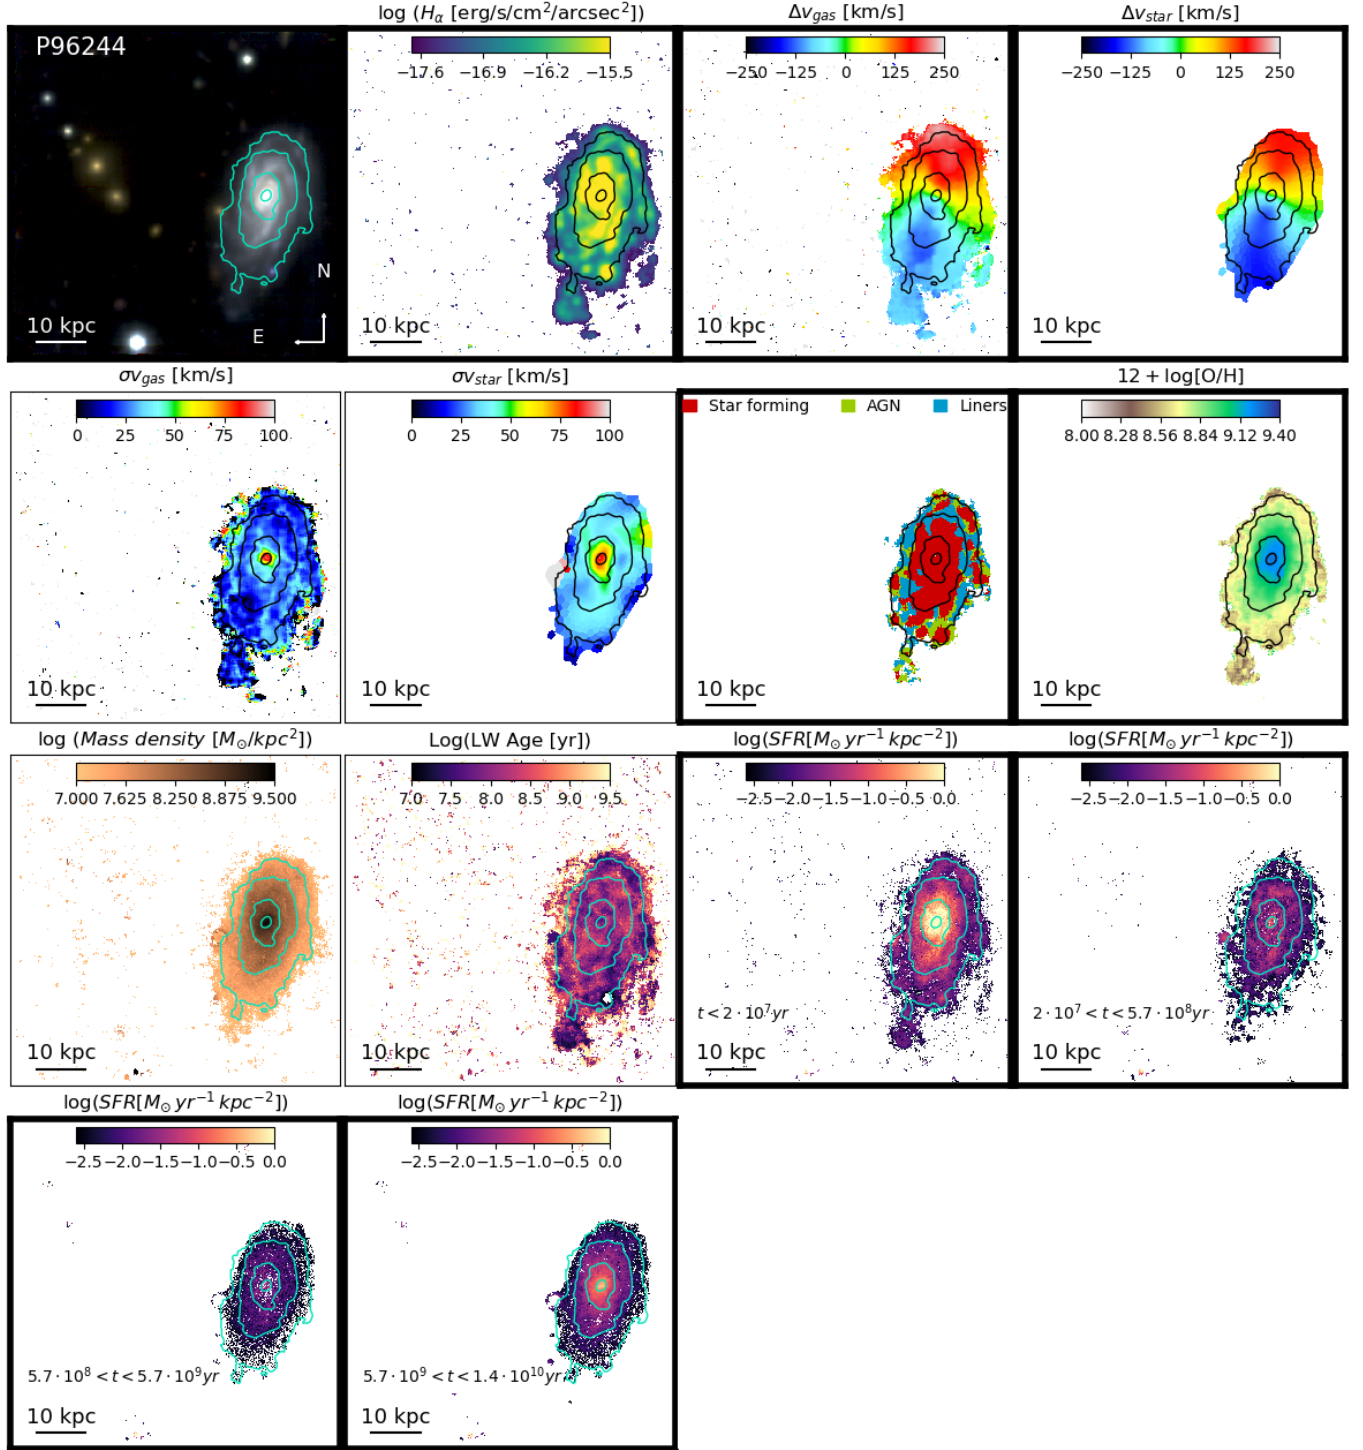 log (Hα [erg/s/cm²/arcsec²])
Δv_gas [km/s]
Δv_star [km/s]
P96244
−17.6 −16.9 −16.2 −15.5
−250 −125 0 125 250
−250 −125 0 125 250
N
E
10 kpc
10 kpc
10 kpc
10 kpc
σv_gas [km/s]
σv_star [km/s]
12 + log[O/H]
0 25 50 75 100
0 25 50 75 100
Star forming AGN Liners
8.00 8.28 8.56 8.84 9.12 9.40
10 kpc
10 kpc
10 kpc
10 kpc
log (Mass density [M⊙/kpc²])
Log(LW Age [yr])
log(SFR[M⊙ yr⁻¹ kpc⁻²])
log(SFR[M⊙ yr⁻¹ kpc⁻²])
7.000 7.625 8.250 8.875 9.500
7.0 7.5 8.0 8.5 9.0 9.5
−2.5 −2.0 −1.5 −1.0 −0.5 0.0
−2.5 −2.0 −1.5 −1.0 −0.5 0.0
t < 2 · 10⁷yr
2 · 10⁷ < t < 5.7 · 10⁸yr
10 kpc
10 kpc
10 kpc
10 kpc
log(SFR[M⊙ yr⁻¹ kpc⁻²])
log(SFR[M⊙ yr⁻¹ kpc⁻²])
−2.5 −2.0 −1.5 −1.0 −0.5 0.0
−2.5 −2.0 −1.5 −1.0 −0.5 0.0
5.7 · 10⁸ < t < 5.7 · 10⁹yr
5.7 · 10⁹ < t < 1.4 · 10¹⁰yr
10 kpc
10 kpc